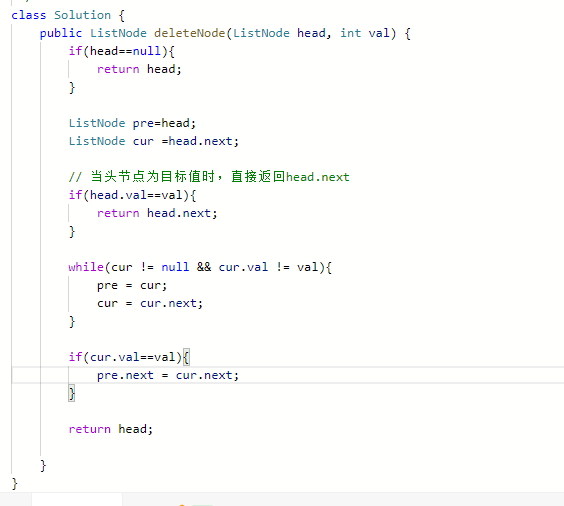 class Solution {
public ListNode deleteNode(ListNode head, int val) {
if(head==null){
return head;
}
ListNode pre=head;
ListNode cur =head.next;
// 当头节点为目标值时，直接返回head.next
if(head.val==val){
return head.next;
}
while(cur != null && cur.val != val){
pre = cur;
cur = cur.next;
}
if(cur.val==val){
pre.next = cur.next;
}
return head;
}
}